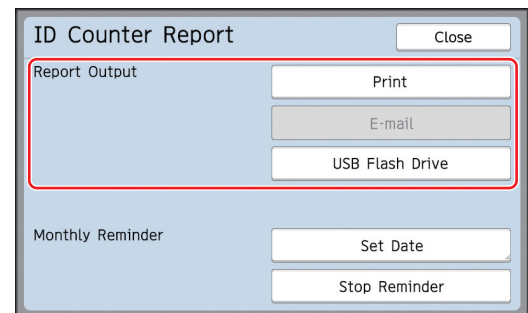 ID Counter Report
Close
Report Output
Print
E-mail
USB Flash Drive
Monthly Reminder
Set Date
Stop Reminder